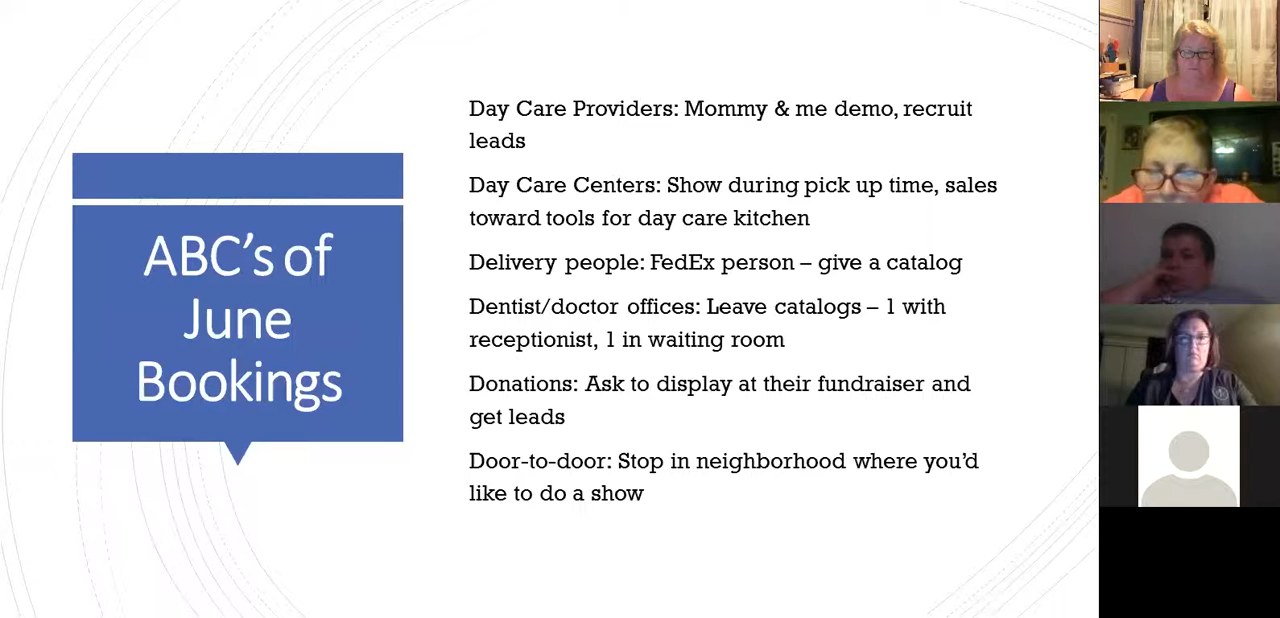 ABC’s of
June
Bookings
Day Care Providers: Mommy & me demo, recruit
leads
Day Care Centers: Show during pick up time, sales
toward tools for day care kitchen
Delivery people: FedEx person – give a catalog
Dentist/doctor offices: Leave catalogs – 1 with
receptionist, 1 in waiting room
Donations: Ask to display at their fundraiser and
get leads
Door-to-door: Stop in neighborhood where you’d
like to do a show